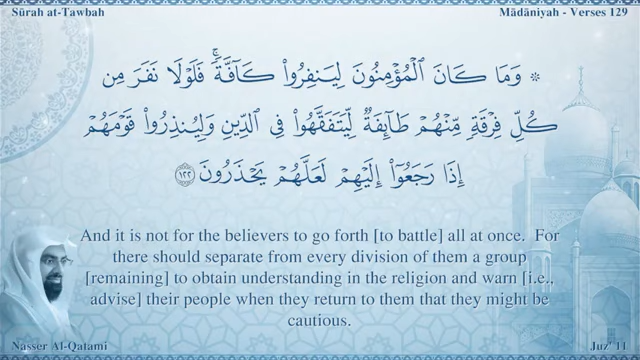 Sūrah at-Tawbah
Mādāniyah - Verses 129
۞ وَمَا كَانَ ٱلْمُؤْمِنُونَ لِيَنفِرُوا۟ كَآفَّةً ۚ فَلَوْلَا نَفَرَ مِن
كُلِّ فِرْقَةٍ مِّنْهُمْ طَآئِفَةٌ لِّيَتَفَقَّهُوا۟ فِى ٱلدِّينِ وَلِيُنذِرُوا۟ قَوْمَهُمْ
إِذَا رَجَعُوٓا۟ إِلَيْهِمْ لَعَلَّهُمْ يَحْذَرُونَ ١٢٢
And it is not for the believers to go forth [to battle] all at once. For
there should separate from every division of them a group
[remaining] to obtain understanding in the religion and warn [i.e.,
advise] their people when they return to them that they might be
cautious.
Nasser Al-Qatami
Juz' 11